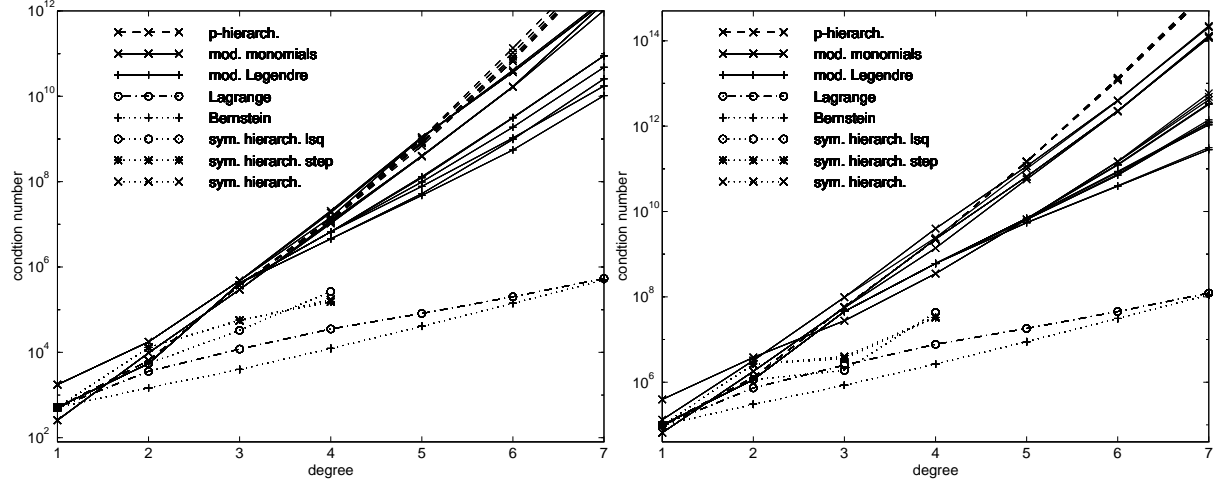 10^12
10^10
10^8
10^6
10^4
10^2
condtion number
p-hierarch.
mod. monomials
mod. Legendre
Lagrange
Bernstein
sym. hierarch. lsq
sym. hierarch. step
sym. hierarch.
1 2 3 4 5 6 7
degree
10^14
10^12
10^10
10^8
10^6
condtion number
p-hierarch.
mod. monomials
mod. Legendre
Lagrange
Bernstein
sym. hierarch. lsq
sym. hierarch. step
sym. hierarch.
1 2 3 4 5 6 7
degree